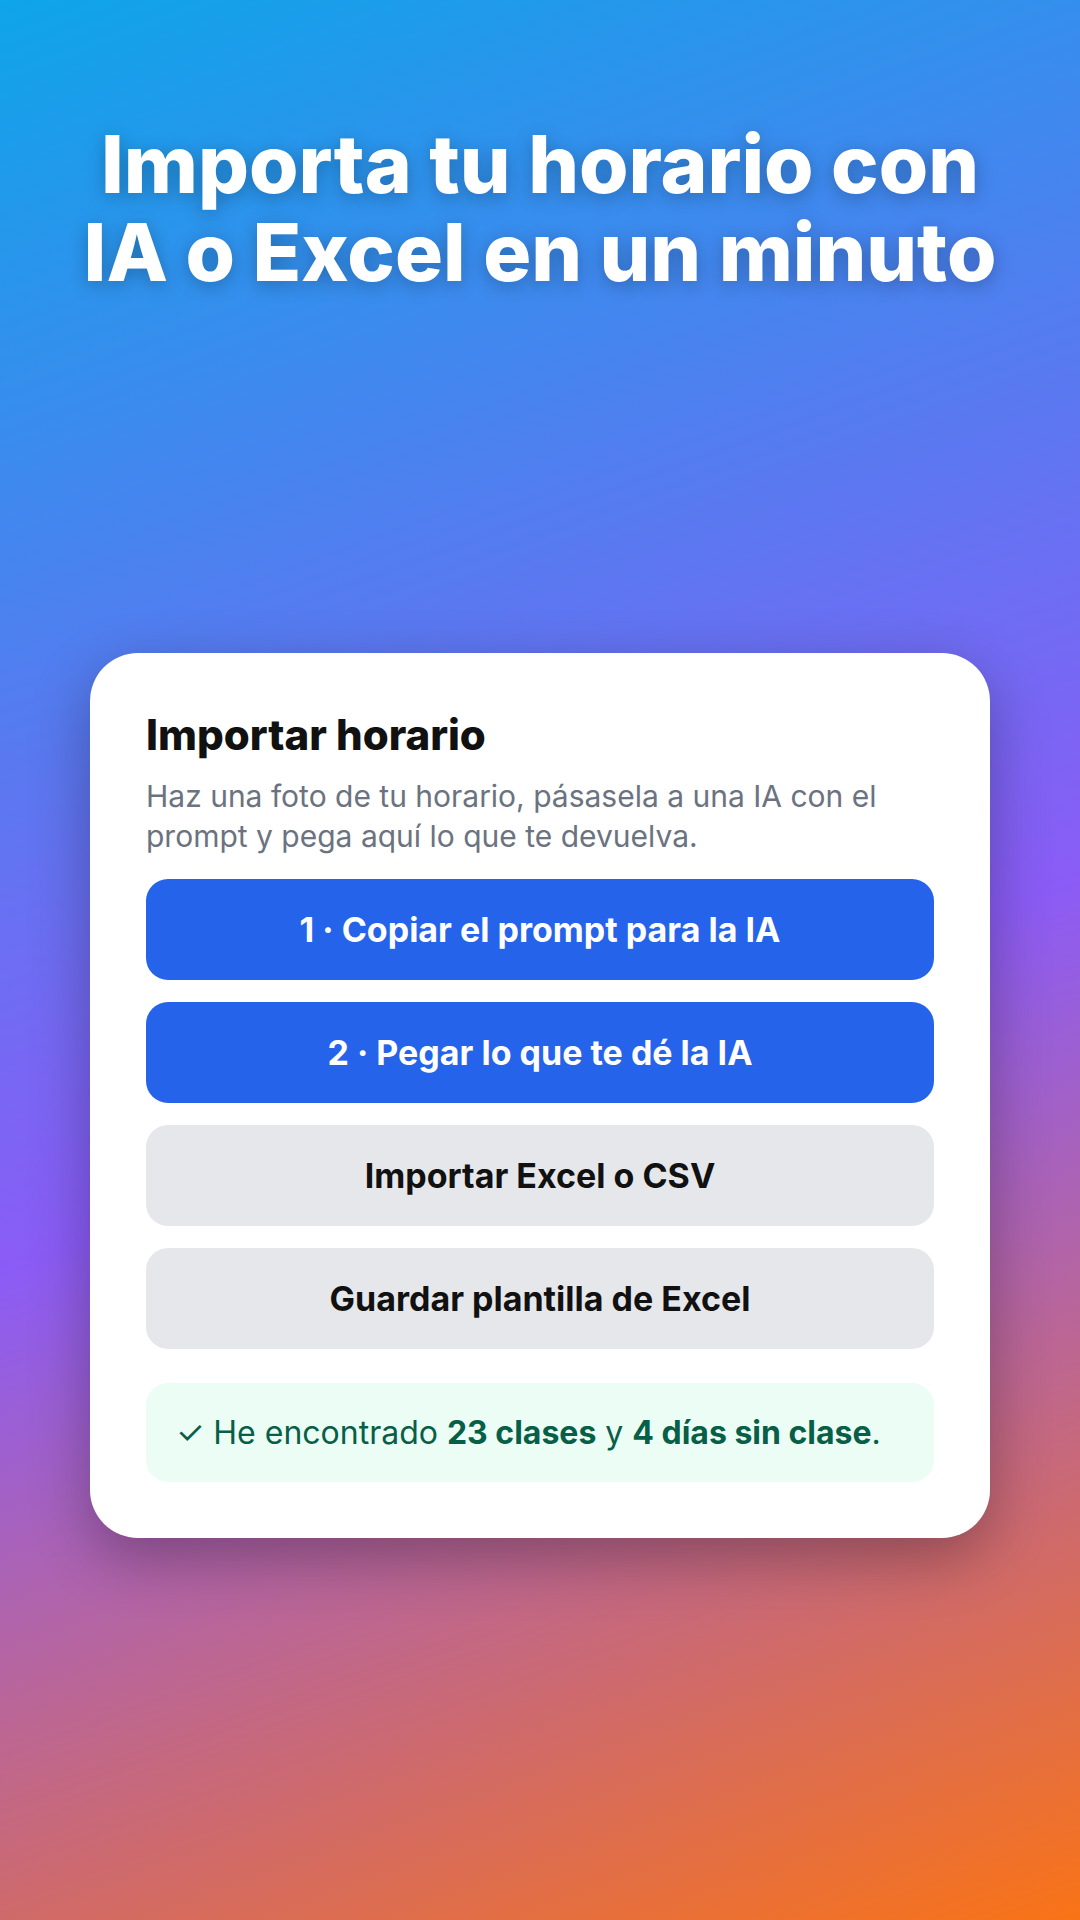 Importa tu horario con
IA o Excel en un minuto
Importar horario
Haz una foto de tu horario, pásasela a una IA con el
prompt y pega aquí lo que te devuelva.
1 · Copiar el prompt para la IA
2 · Pegar lo que te dé la IA
Importar Excel o CSV
Guardar plantilla de Excel
✓ He encontrado 23 clases y 4 días sin clase.